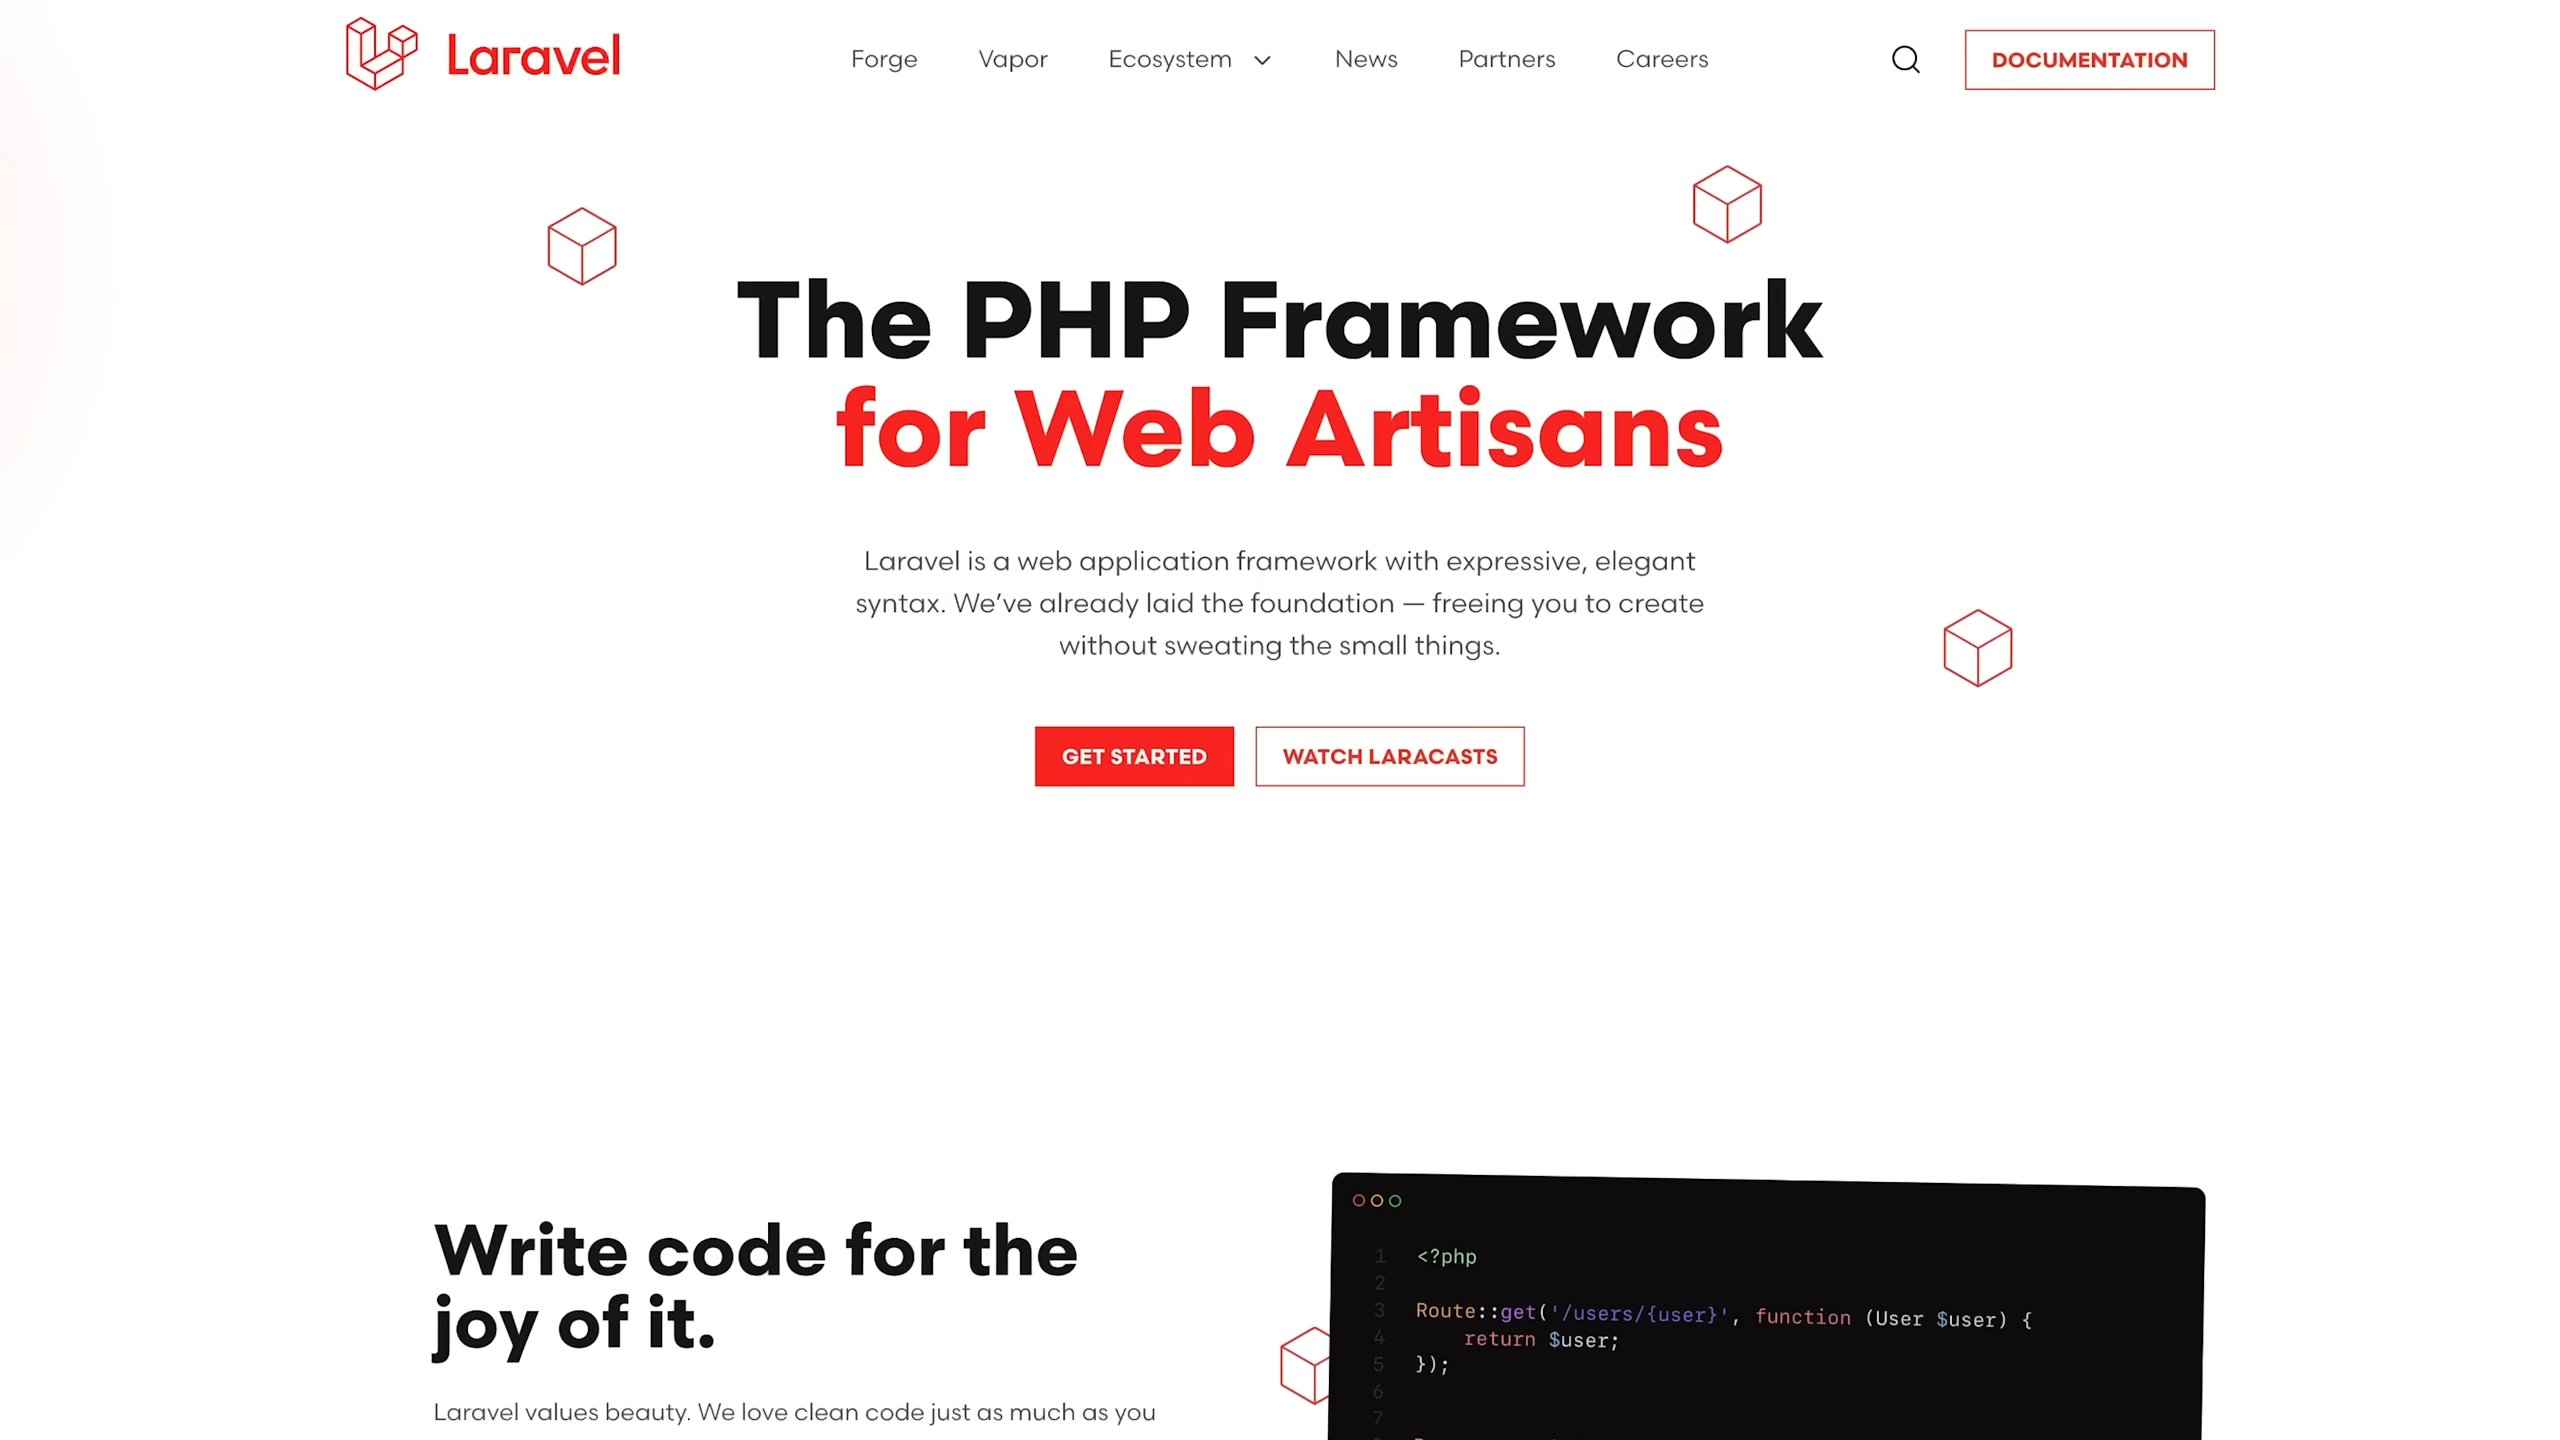 Laravel
Forge
Vapor
Ecosystem
News
Partners
Careers
DOCUMENTATION
The PHP Framework
for Web Artisans
Laravel is a web application framework with expressive, elegant
syntax. We’ve already laid the foundation — freeing you to create
without sweating the small things.
GET STARTED
WATCH LARACASTS
Write code for the
joy of it.
Laravel values beauty. We love clean code just as much as you
1 <?php
2
3 Route::get('/users/{user}', function (User $user) {
4 return $user;
5 });
6
7